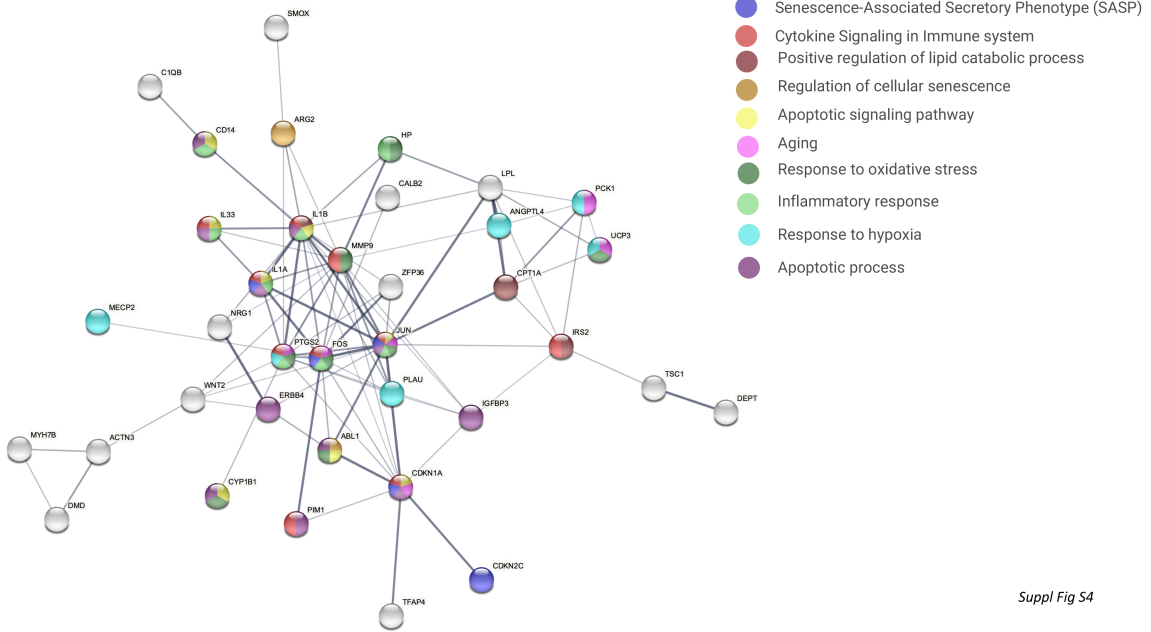 SMOX
Senescence-Associated Secretory Phenotype (SASP)
Cytokine Signaling in Immune system
Positive regulation of lipid catabolic process
Regulation of cellular senescence
Apoptotic signaling pathway
Aging
Response to oxidative stress
Inflammatory response
Response to hypoxia
Apoptotic process
C1QB
ARG2
CD14
HP
LPL
CALB2
PCK1
IL33
IL1B
ANGPTL4
UCP3
MMP9
IL1A
ZFP36
CPT1A
MECP2
NRG1
JUN
IRS2
PTGS2
FOS
TSC1
WNT2
ERBB4
PLAU
DEPT
IGFBP3
MYH7B
ACTN3
ABL1
CDKN1A
CYP1B1
DMD
PIM1
CDKN2C
TFAP4
Suppl Fig S4